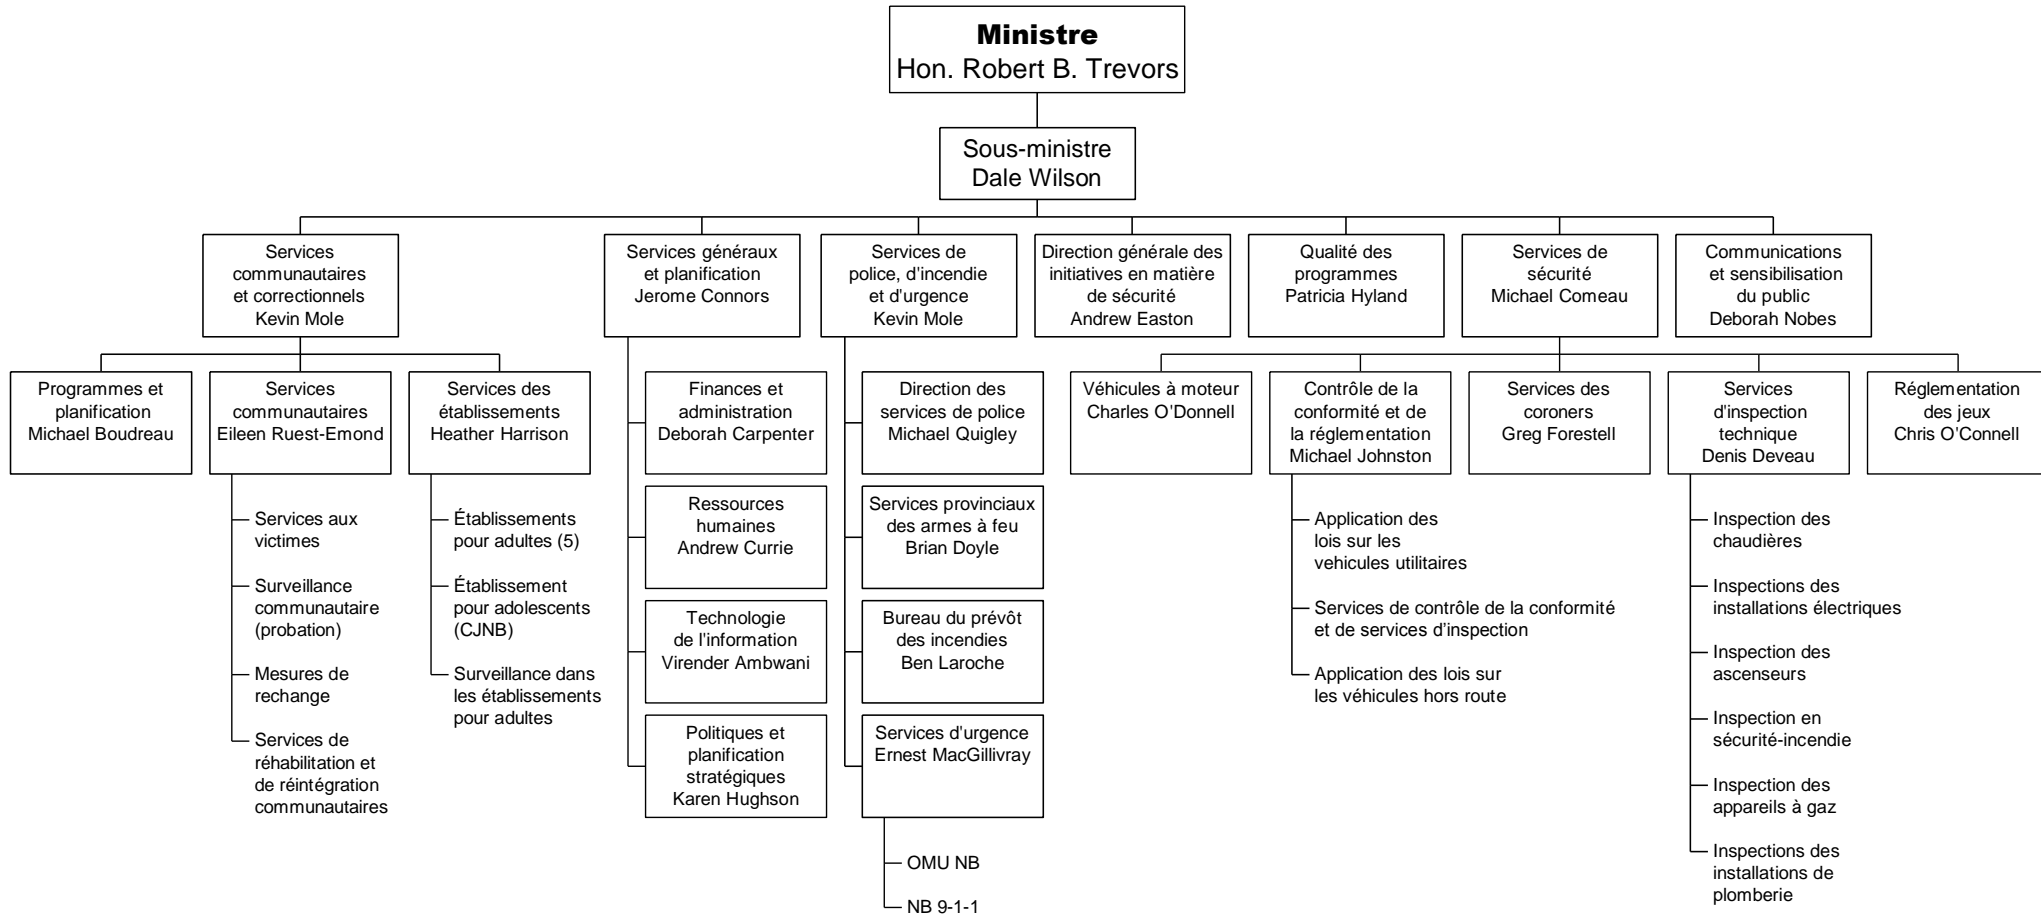 Ministre
Hon. Robert B. Trevors
Sous-ministre
Dale Wilson
Services
communautaires
et correctionnels
Kevin Mole
Services généraux
et planification
Jerome Connors
Services de
police, d'incendie
et d'urgence
Kevin Mole
Direction générale des
initiatives en matière
de sécurité
Andrew Easton
Qualité des
programmes
Patricia Hyland
Services de
sécurité
Michael Comeau
Communications
et sensibilisation
du public
Deborah Nobes
Programmes et
planification
Michael Boudreau
Services
communautaires
Eileen Ruest-Emond
Services des
établissements
Heather Harrison
Finances et
administration
Deborah Carpenter
Direction des
services de police
Michael Quigley
Véhicules à moteur
Charles O'Donnell
Contrôle de la
conformité et de
la réglementation
Michael Johnston
Services des
coroners
Greg Forestell
Services
d'inspection
technique
Denis Deveau
Réglementation
des jeux
Chris O'Connell
Services aux
victimes
Surveillance
communautaire
(probation)
Mesures de
rechange
Services de
réhabilitation et
de réintégration
communautaires
Établissements
pour adultes (5)
Établissement
pour adolescents
(CJNB)
Surveillance dans
les établissements
pour adultes
Ressources
humaines
Andrew Currie
Technologie
de l'information
Virender Ambwani
Politiques et
planification
stratégiques
Karen Hughson
Services provinciaux
des armes à feu
Brian Doyle
Bureau du prévôt
des incendies
Ben Laroche
Services d'urgence
Ernest MacGillivray
OMU NB
NB 9-1-1
Application des
lois sur les
vehicules utilitaires
Services de contrôle de la conformité
et de services d’inspection
Application des lois sur
les véhicules hors route
Inspection des
chaudières
Inspections des
installations électriques
Inspection des
ascenseurs
Inspection en
sécurité-incendie
Inspection des
appareils à gaz
Inspections des
installations de
plomberie